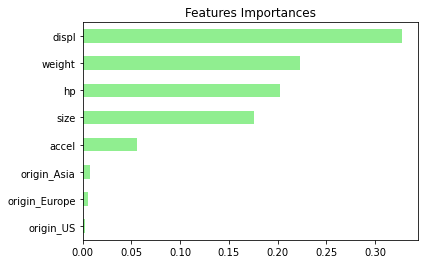 Features Importances
displ
weight
hp
size
accel
origin_Asia
origin_Europe
origin_US
0.00 0.05 0.10 0.15 0.20 0.25 0.30